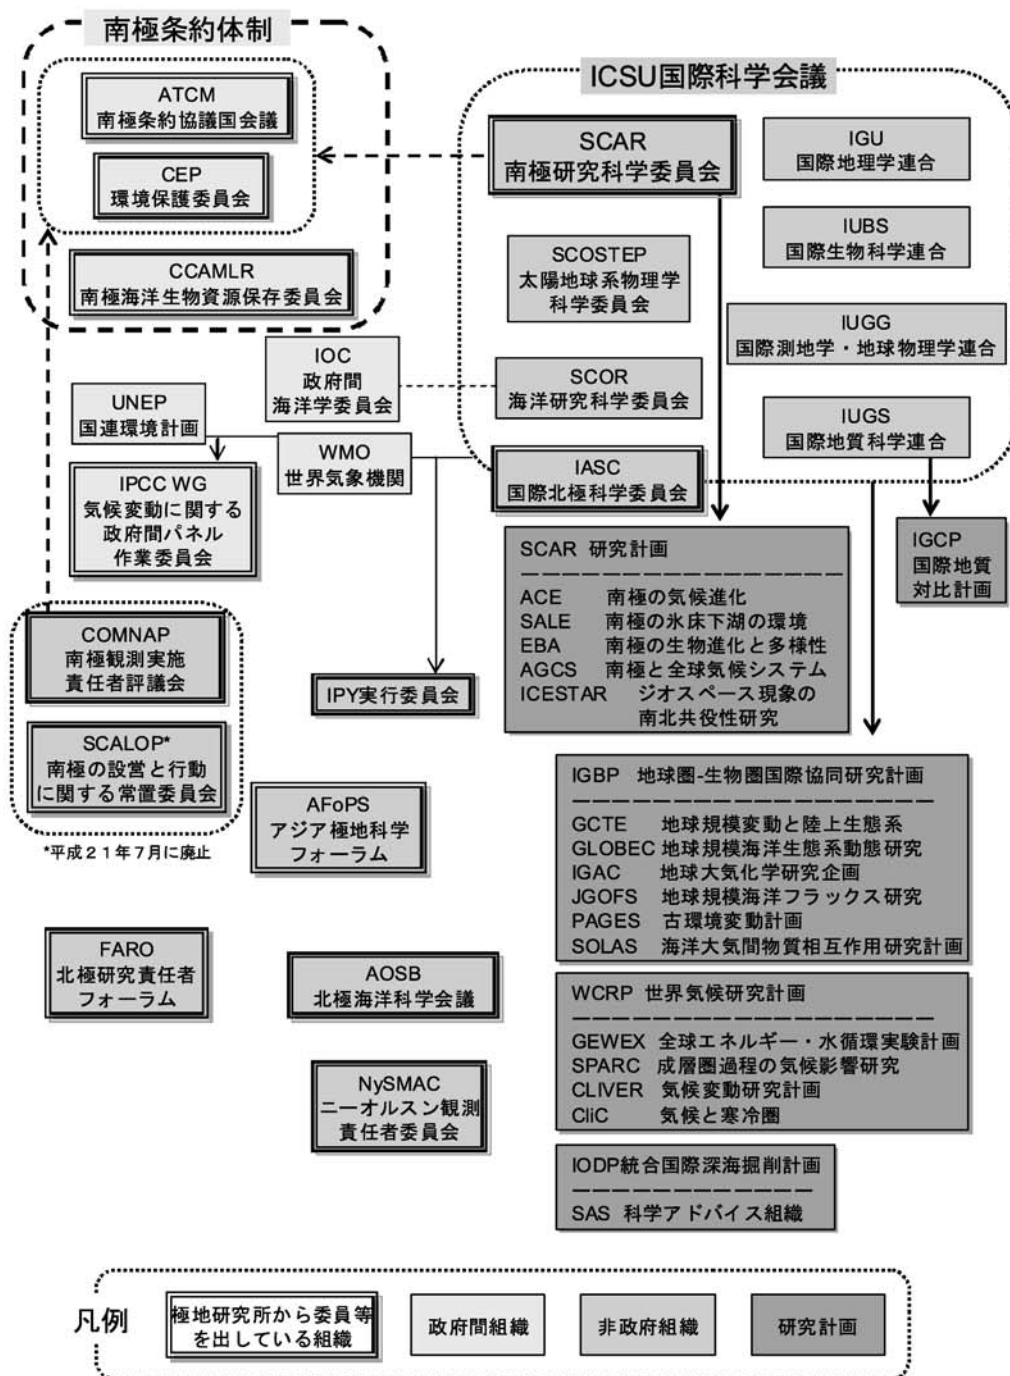 南極条約体制
ATCM
南極条約協議国会議
CEP
環境保護委員会
CCAMLR
南極海洋生物資源保存委員会
ICSU国際科学会議
SCAR
南極研究科学委員会
IGU
国際地理学連合
IUBS
国際生物科学連合
SCOSTEP
太陽地球系物理学
科学委員会
IUGG
国際測地学・地球物理学連合
IOC
政府間
海洋学委員会
SCOR
海洋研究科学委員会
IUGS
国際地質科学連合
UNEP
国連環境計画
WMO
世界気象機関
IASC
国際北極科学委員会
IPCC WG
気候変動に関する
政府間パネル
作業委員会
IGCP
国際地質
対比計画
SCAR 研究計画
ACE 南極の気候進化
SALE 南極の氷床下湖の環境
EBA 南極の生物進化と多様性
AGCS 南極と全球気候システム
ICESTAR ジオスペース現象の
南北共役性研究
COMNAP
南極観測実施
責任者評議会
IPY実行委員会
SCALOP*
南極の設営と行動
に関する常置委員会
*平成21年7月に廃止
AFoPS
アジア極地科学
フォーラム
IGBP 地球圏-生物圏国際協同研究計画
GCTE 地球規模変動と陸上生態系
GLOBEC 地球規模海洋生態系動態研究
IGAC 地球大気化学研究企画
JGOFS 地球規模海洋フラックス研究
PAGES 古環境変動計画
SOLAS 海洋大気間物質相互作用研究計画
FARO
北極研究責任者
フォーラム
AOSB
北極海洋科学会議
WCRP 世界気候研究計画
GEWEX 全球エネルギー・水循環実験計画
SPARC 成層圏過程の気候影響研究
CLIVER 気候変動研究計画
CliC 気候と寒冷圏
NySMAC
ニーオルスン観測
責任者委員会
IODP統合国際深海掘削計画
SAS 科学アドバイス組織
凡例
極地研究所から委員等
を出している組織
政府間組織
非政府組織
研究計画